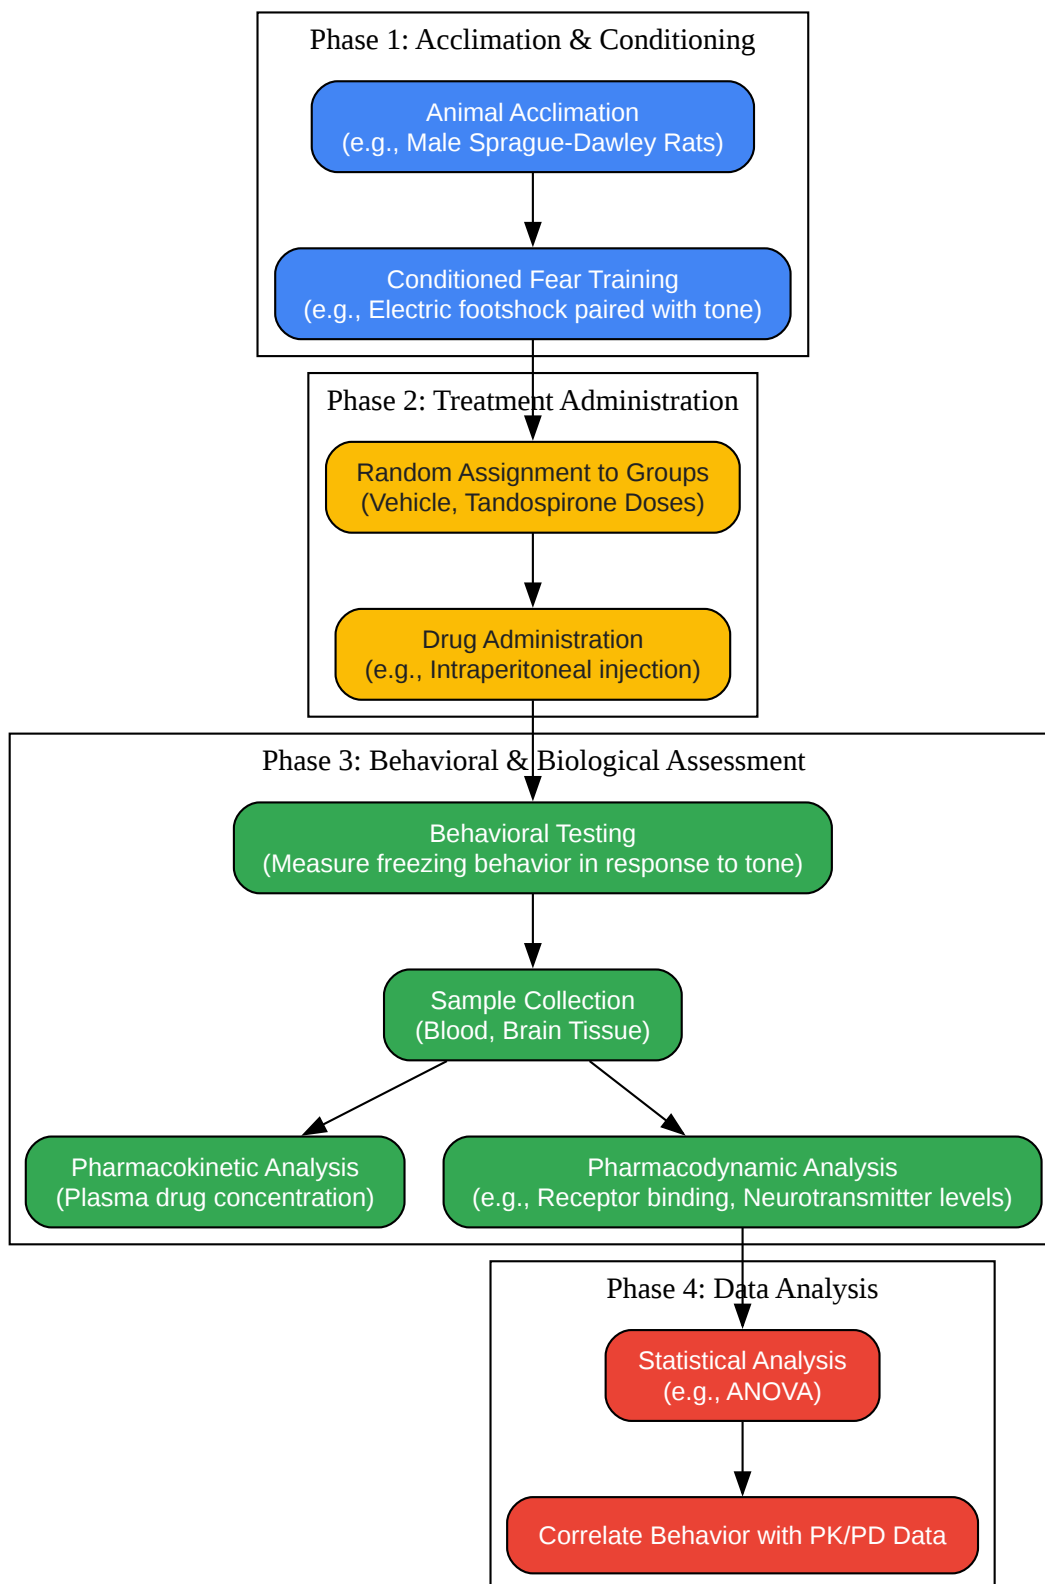 Phase 1: Acclimation & Conditioning
Animal Acclimation
(e.g., Male Sprague-Dawley Rats)
Conditioned Fear Training
(e.g., Electric footshock paired with tone)
Phase 2: Treatment Administration
Random Assignment to Groups
(Vehicle, Tandospirone Doses)
Drug Administration
(e.g., Intraperitoneal injection)
Phase 3: Behavioral & Biological Assessment
Behavioral Testing
(Measure freezing behavior in response to tone)
Sample Collection
(Blood, Brain Tissue)
Pharmacokinetic Analysis
(Plasma drug concentration)
Pharmacodynamic Analysis
(e.g., Receptor binding, Neurotransmitter levels)
Phase 4: Data Analysis
Statistical Analysis
(e.g., ANOVA)
Correlate Behavior with PK/PD Data